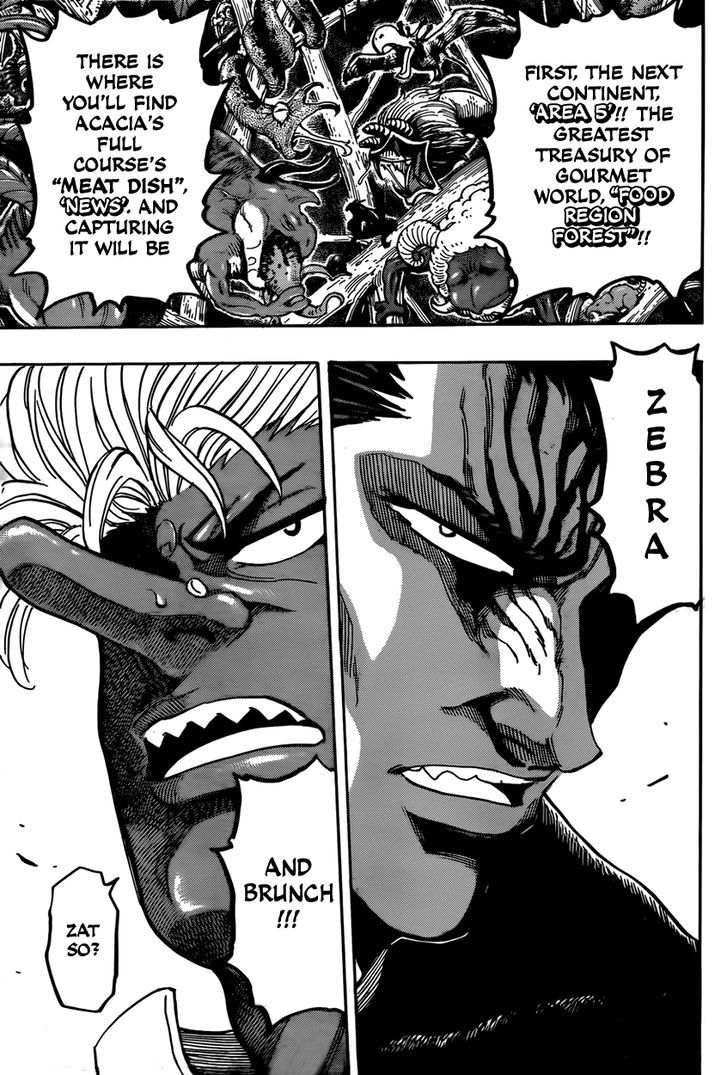 FIRST, THE NEXT
CONTINENT,
'AREA 5'!! THE
GREATEST
TREASURY OF
GOURMET
WORLD, "FOOD
REGION
FOREST"!!
THERE IS
WHERE
YOU'LL FIND
ACACIA'S
FULL
COURSE'S
"MEAT DISH",
'NEWS'. AND
CAPTURING
IT WILL BE
ZEBRA
AND
BRUNCH
!!!
ZAT
SO?